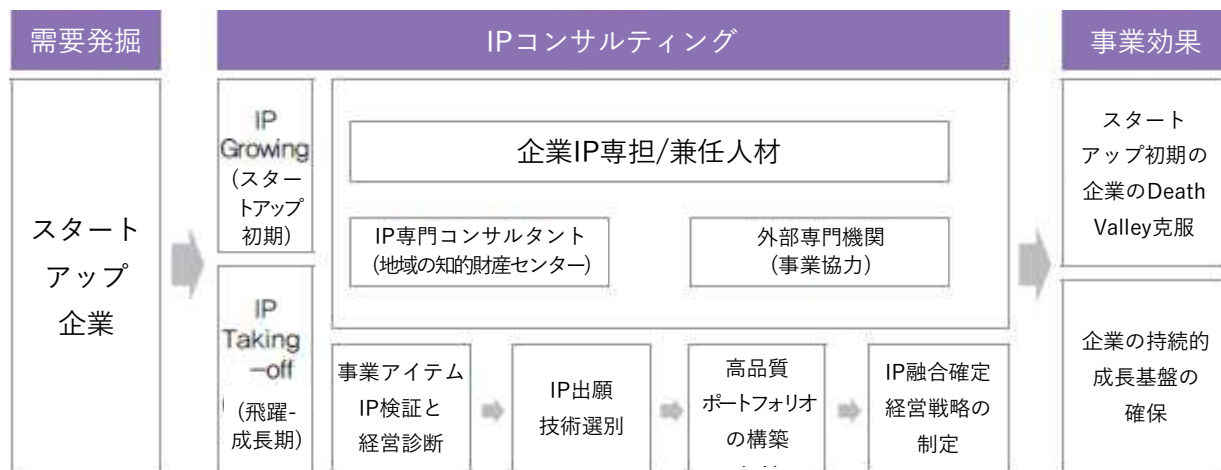 需要発掘
IPコンサルティング
事業効果
スタート
アップ
企業
IP
Growing
(スター
トアップ
初期)
IP
Taking
-off
(飛躍-
成長期)
企業IP専担/兼任人材
IP専門コンサルタント
(地域の知的財産センター)
外部専門機関
(事業協力)
事業アイテム
IP検証と
経営診断
IP出願
技術選別
高品質
ポートフォリオ
の構築
IP融合確定
経営戦略の
制定
スタート
アップ初期の
企業のDeath
Valley克服
企業の持続的
成長基盤の
確保